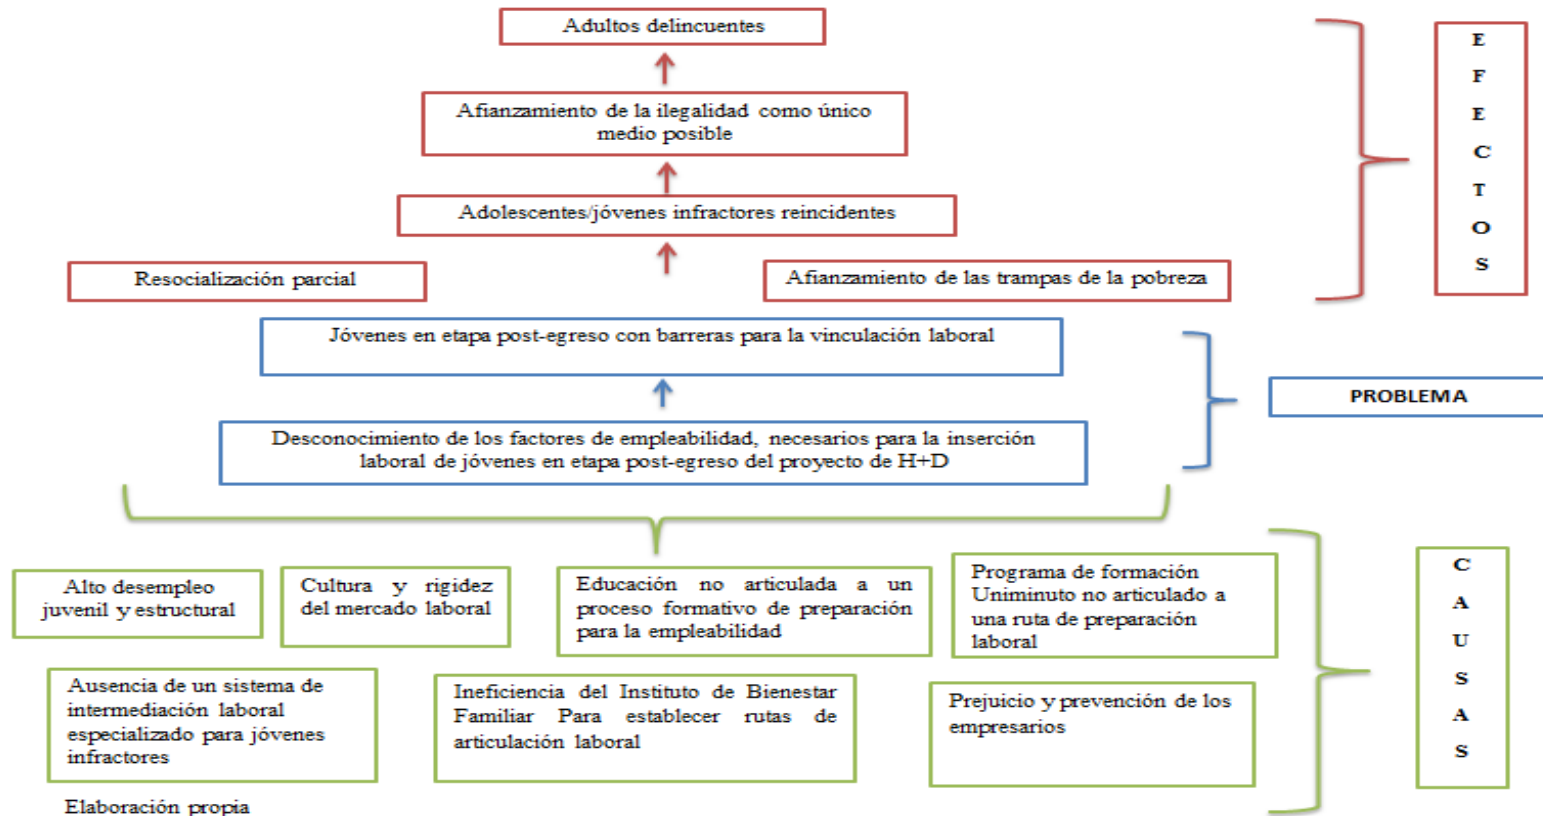 Adultos delincuentes
Afianzamiento de la ilegalidad como único
medio posible
Adolescentes/jóvenes infractores reincidentes
Resocialización parcial
Afianzamiento de las trampas de la pobreza
EFECTOS
Jóvenes en etapa post-egreso con barreras para la vinculación laboral
Desconocimiento de los factores de empleabilidad, necesarios para la inserción
laboral de jóvenes en etapa post-egreso del proyecto de H+D
PROBLEMA
Alto desempleo
juvenil y estructural
Cultura y rigidez
del mercado laboral
Educación no articulada a un
proceso formativo de preparación
para la empleabilidad
Programa de formación
Uniminuto no articulado a
una ruta de preparación
laboral
Ausencia de un sistema de
intermediación laboral
especializado para jóvenes
infractores
Ineficiencia del Instituto de Bienestar
Familiar Para establecer rutas de
articulación laboral
Prejuicio y prevención de los
empresarios
CAUSAS
Elaboración propia